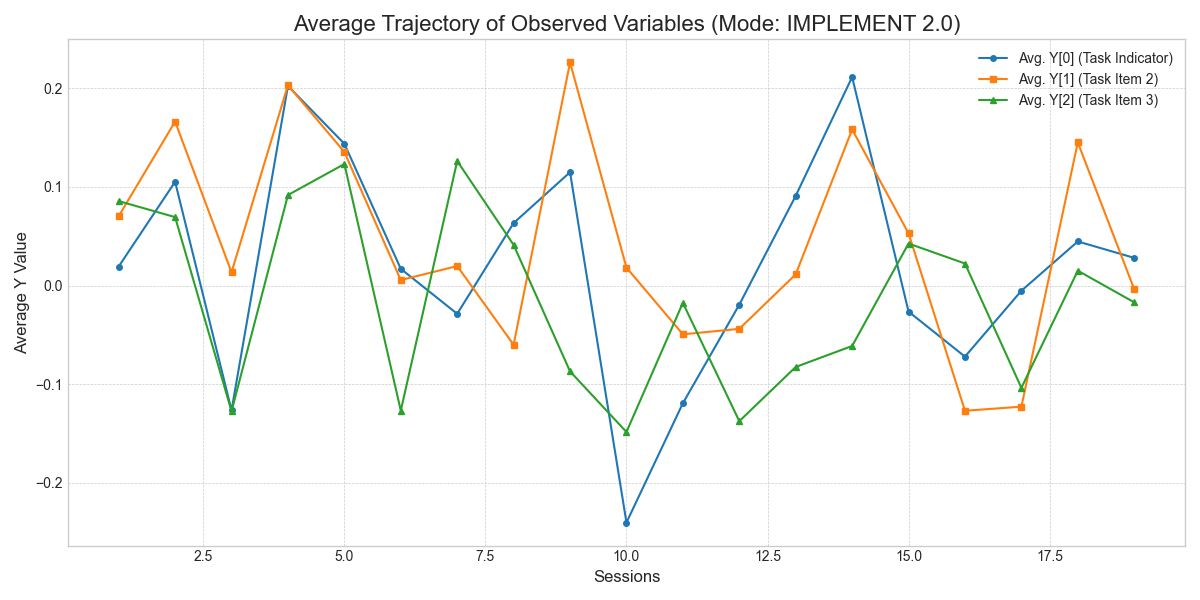 Average Trajectory of Observed Variables (Mode: IMPLEMENT 2.0)
Avg. Y[0] (Task Indicator)
Avg. Y[1] (Task Item 2)
Avg. Y[2] (Task Item 3)
Average Y Value
0.2
0.1
0.0
−0.1
−0.2
2.5 5.0 7.5 10.0 12.5 15.0 17.5
Sessions